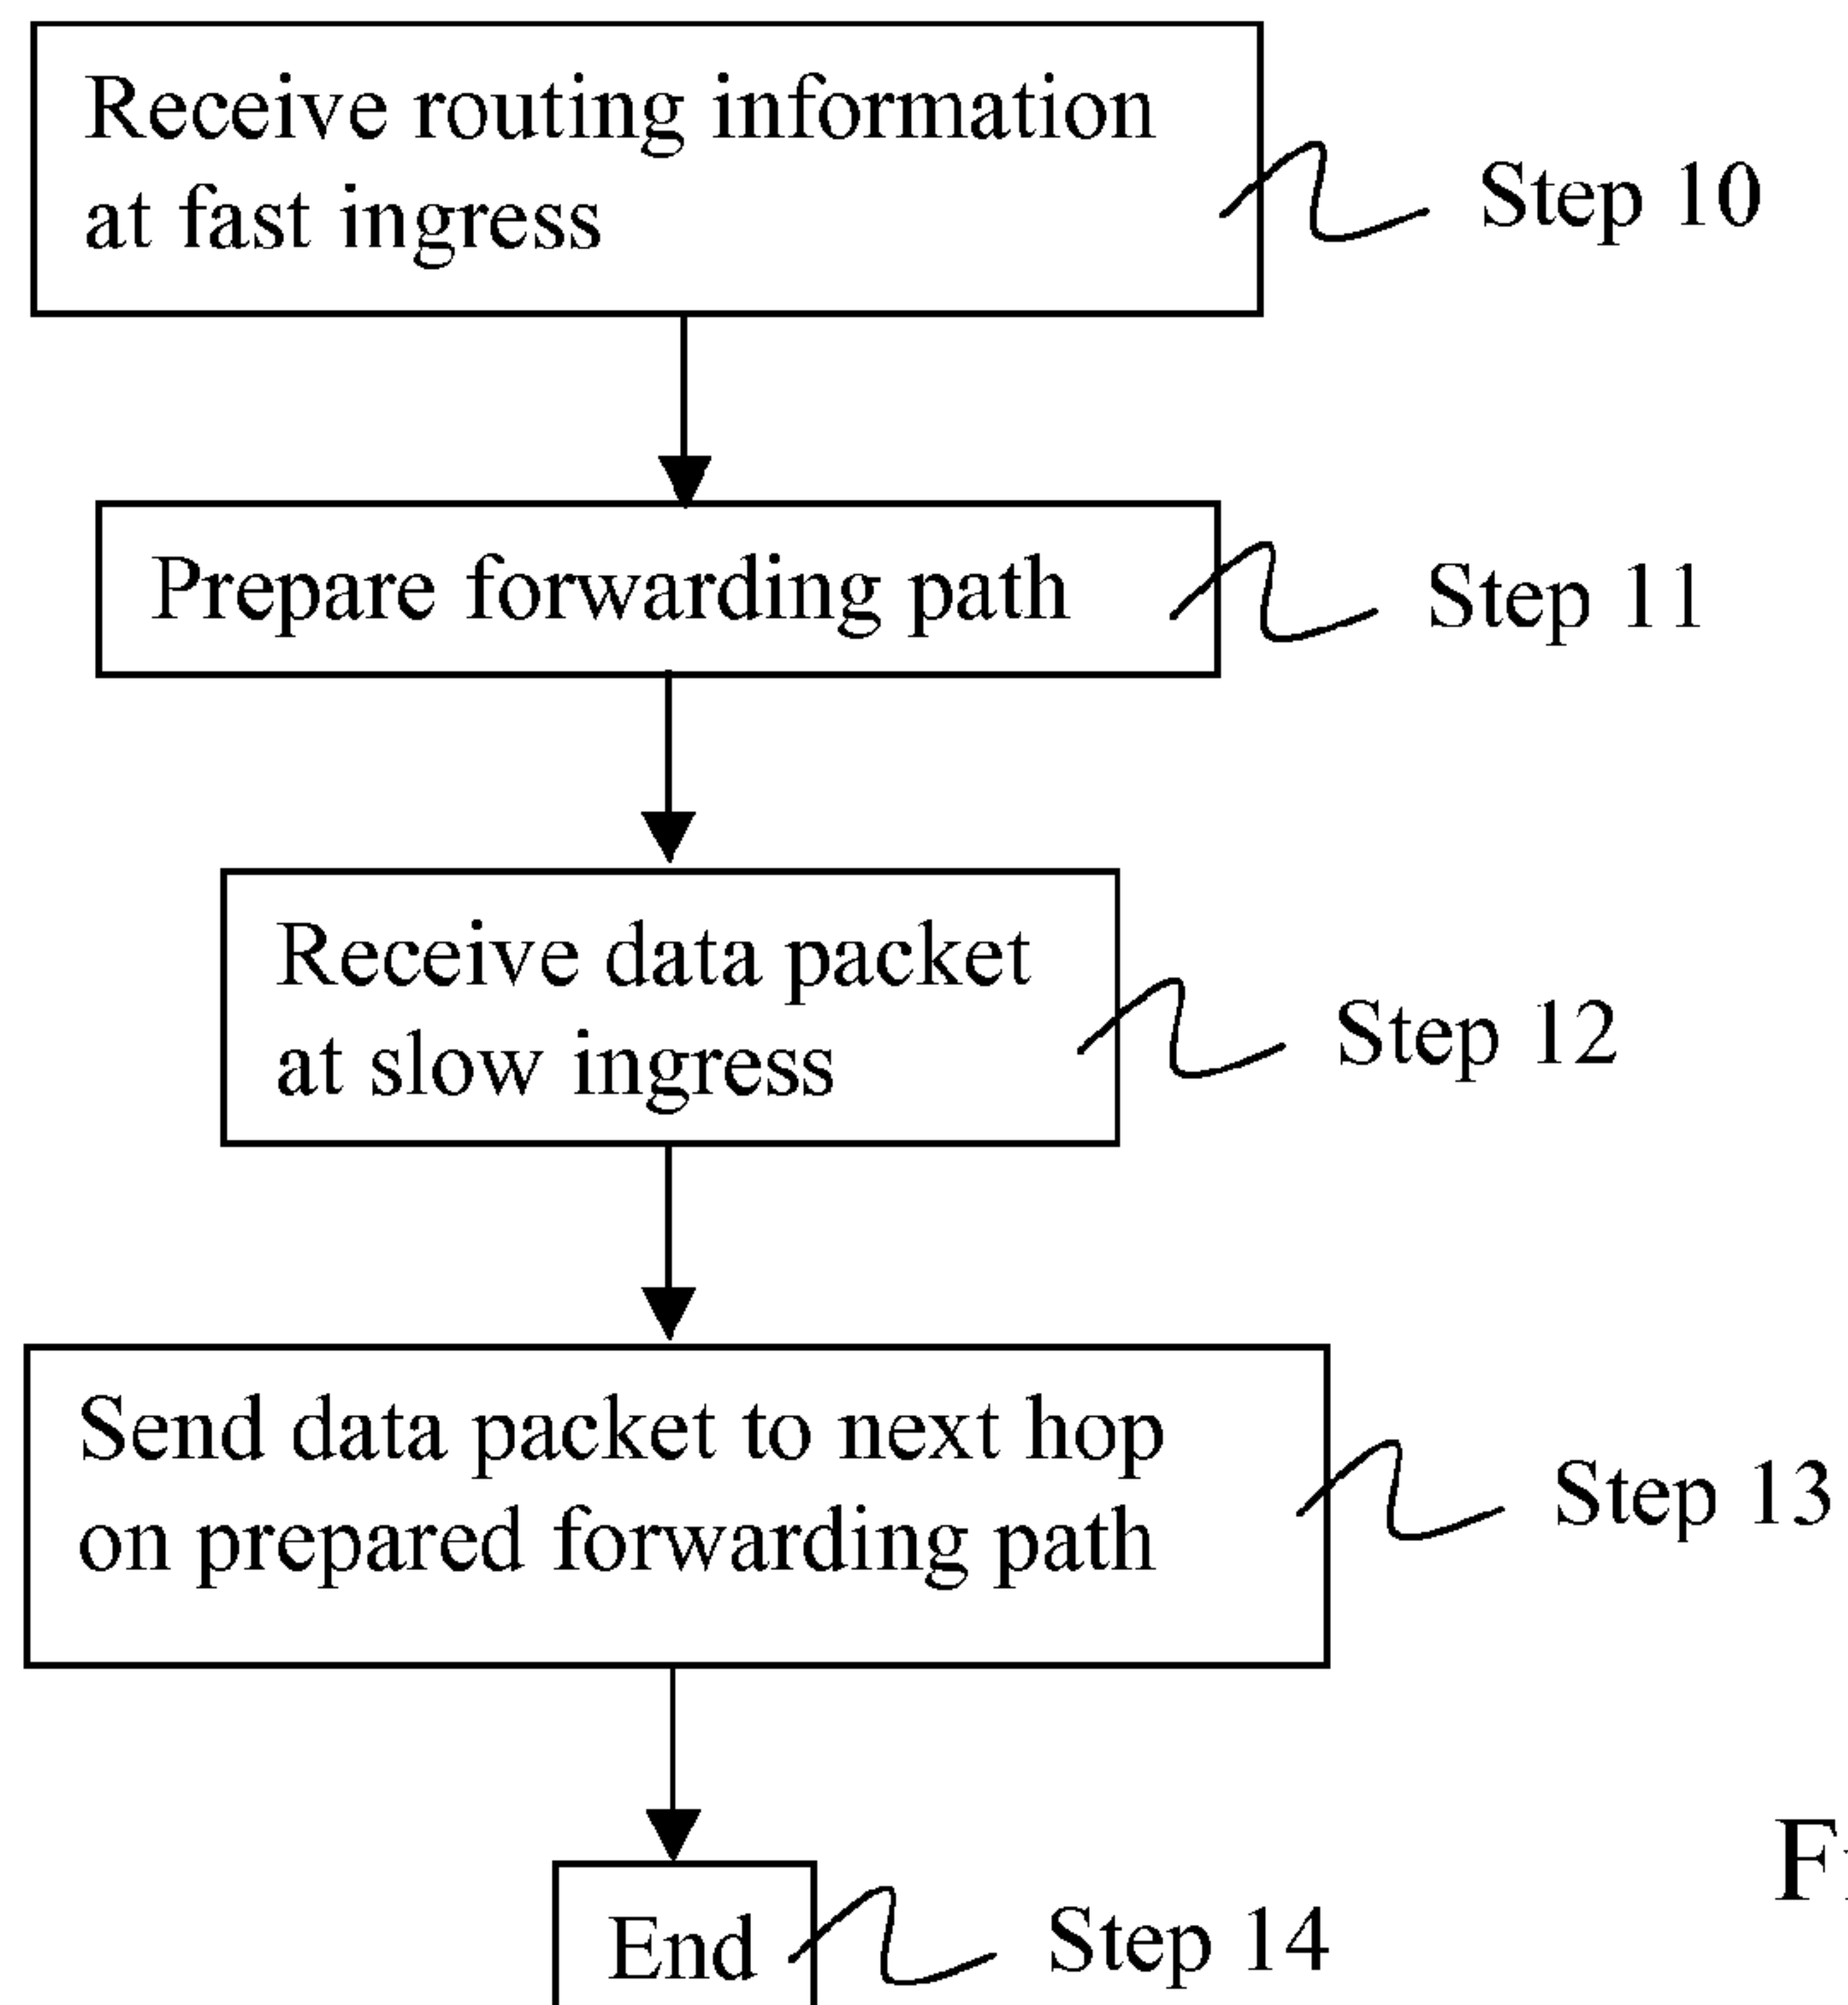 Receive routing information
at fast ingress
Step 10
Prepare forwarding path
Step 11
Receive data packet
at slow ingress
Step 12
Send data packet to next hop
on prepared forwarding path
Step 13
End
Step 14